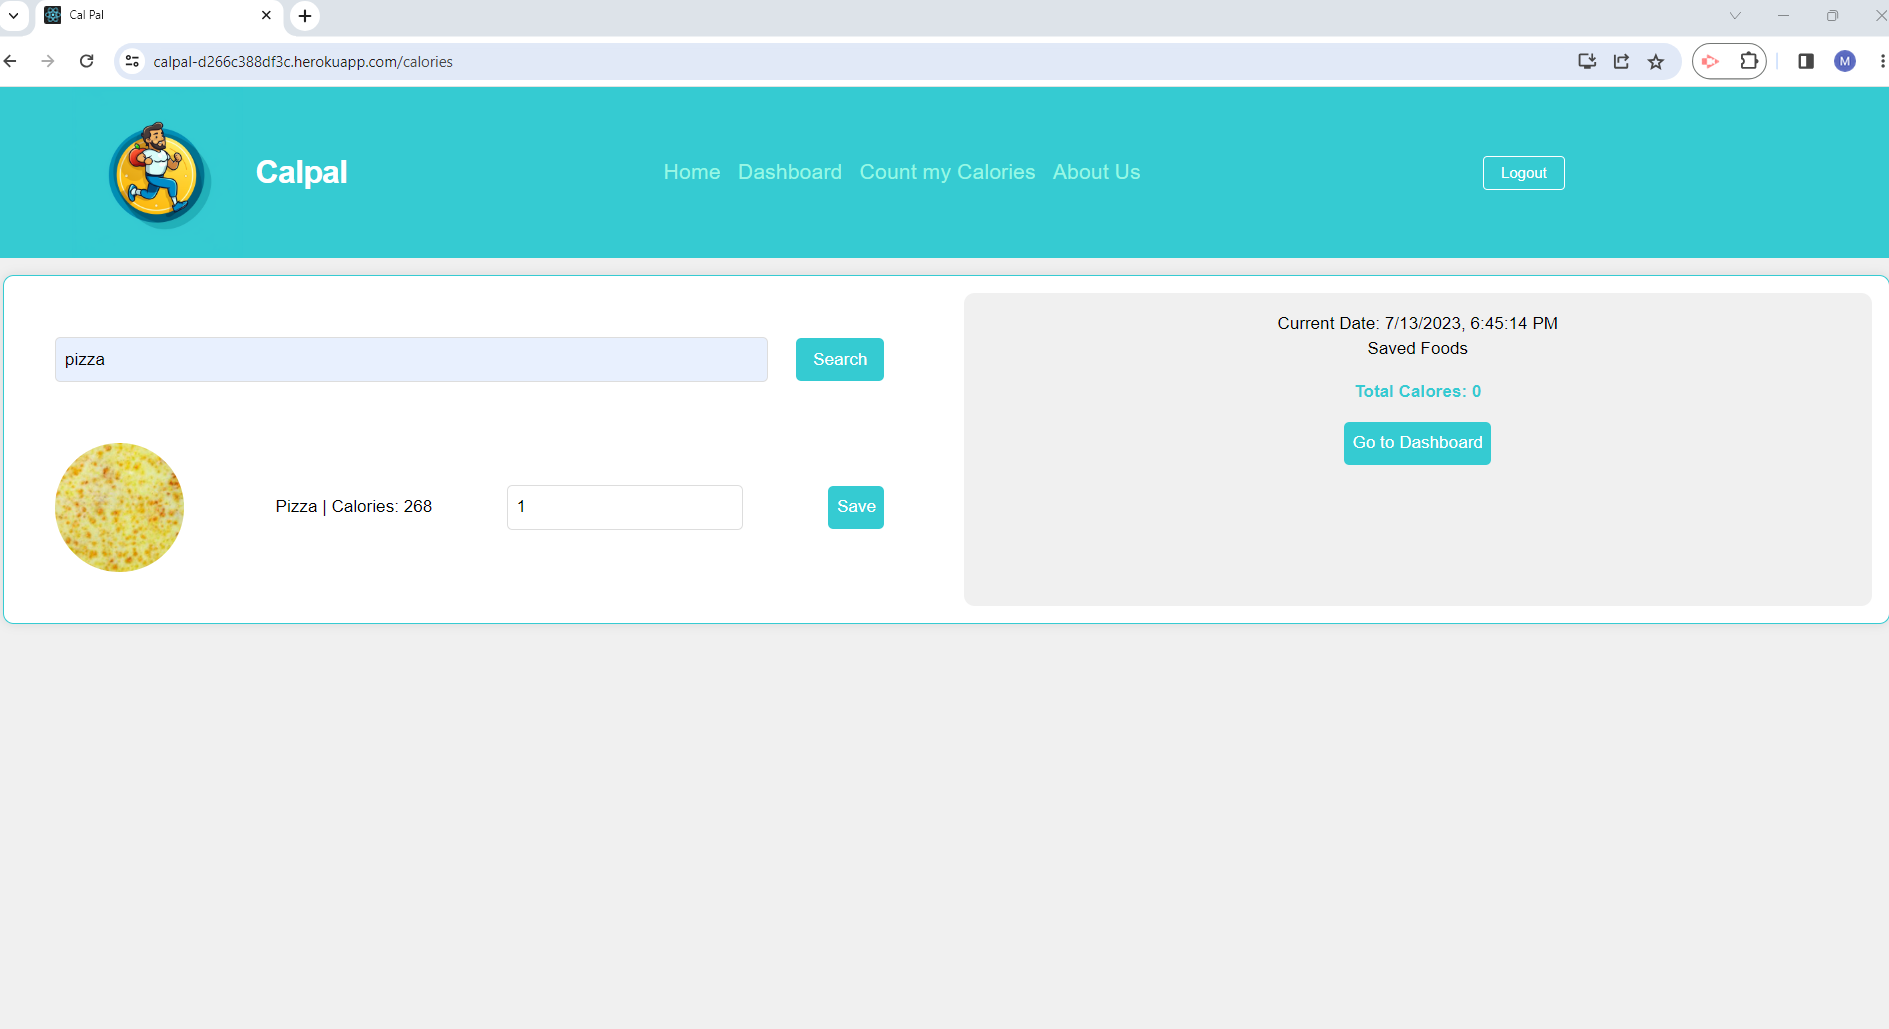 Cal Pal
calpal-d266c388df3c.herokuapp.com/calories
M
Calpal
Home Dashboard Count my Calories About Us
Logout
pizza
Search
Pizza | Calories: 268
1
Save
Current Date: 7/13/2023, 6:45:14 PM
Saved Foods
Total Calores: 0
Go to Dashboard